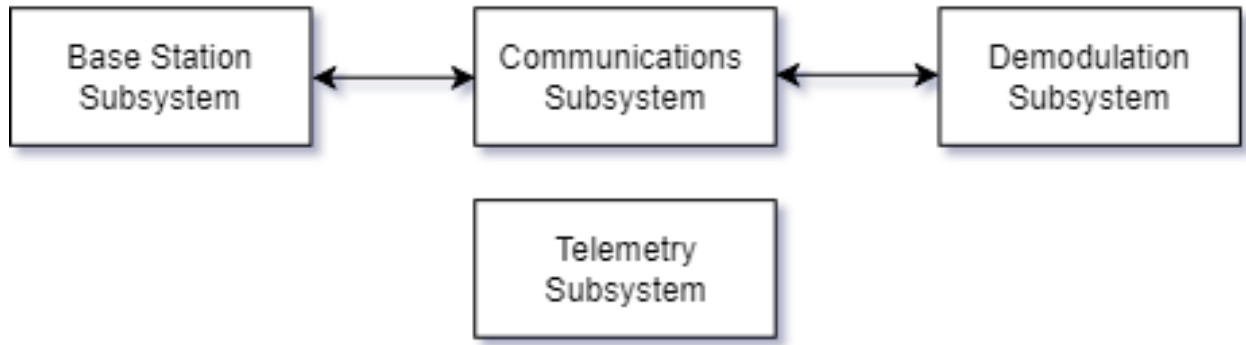 Base Station
Subsystem
Communications
Subsystem
Demodulation
Subsystem
Telemetry
Subsystem